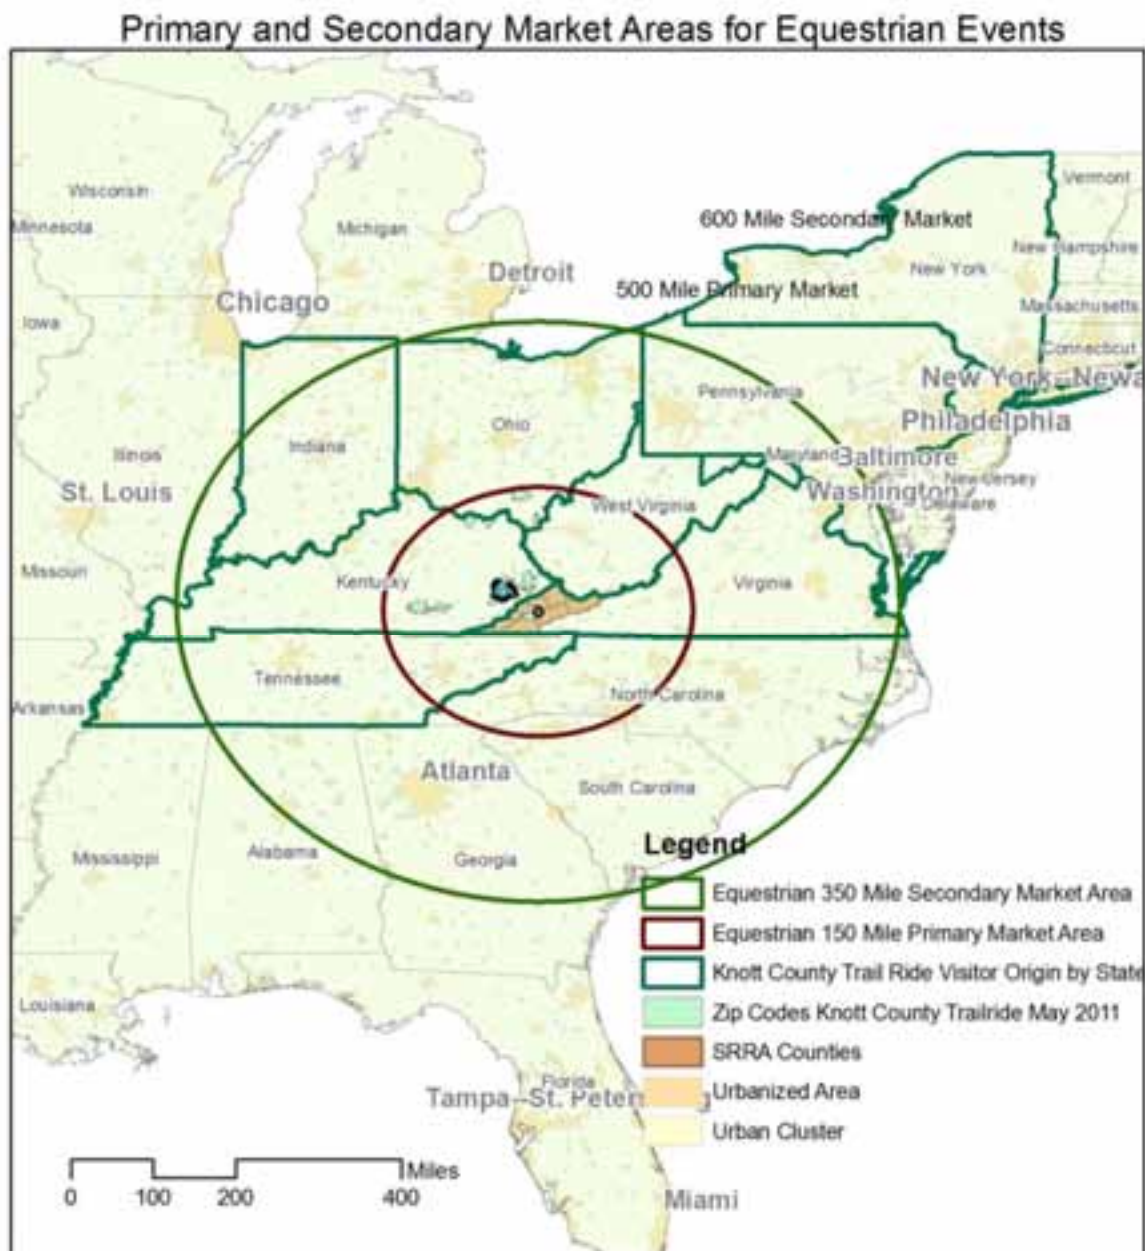 Primary and Secondary Market Areas for Equestrian Events
Wisconsin
Vermont
Minnesota
Michigan
600 Mile Secondary Market
New Hampshire
New York
Detroit
500 Mile Primary Market
Chicago
Massachusetts
Iowa
Connecticut
New York--Newa
Pennsylvania
Philadelphia
Ohio
Indiana
Illinois
Maryland
Baltimore
New Jersey
St. Louis
Washington
Delaware
West Virginia
Missouri
Kentucky
Virginia
Tennessee
North Carolina
Arkansas
Atlanta
South Carolina
Mississippi
Alabama
Georgia
Louisiana
Florida
Tampa--St. Peter
g
Miami
Legend
Equestrian 350 Mile Secondary Market Area
Equestrian 150 Mile Primary Market Area
Knott County Trail Ride Visitor Origin by State
Zip Codes Knott County Trailride May 2011
SRRA Counties
Urbanized Area
Urban Cluster
Miles
0 100 200 400